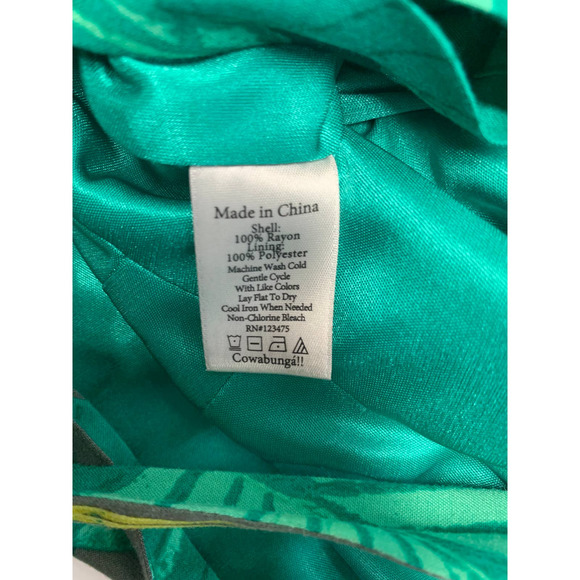 Made in China
Shell:
100% Rayon
Lining:
100% Polyester
Machine Wash Cold
Gentle Cycle
With Like Colors
Lay Flat To Dry
Cool Iron When Needed
Non-Chlorine Bleach
RN#123475
Cowabungá!!